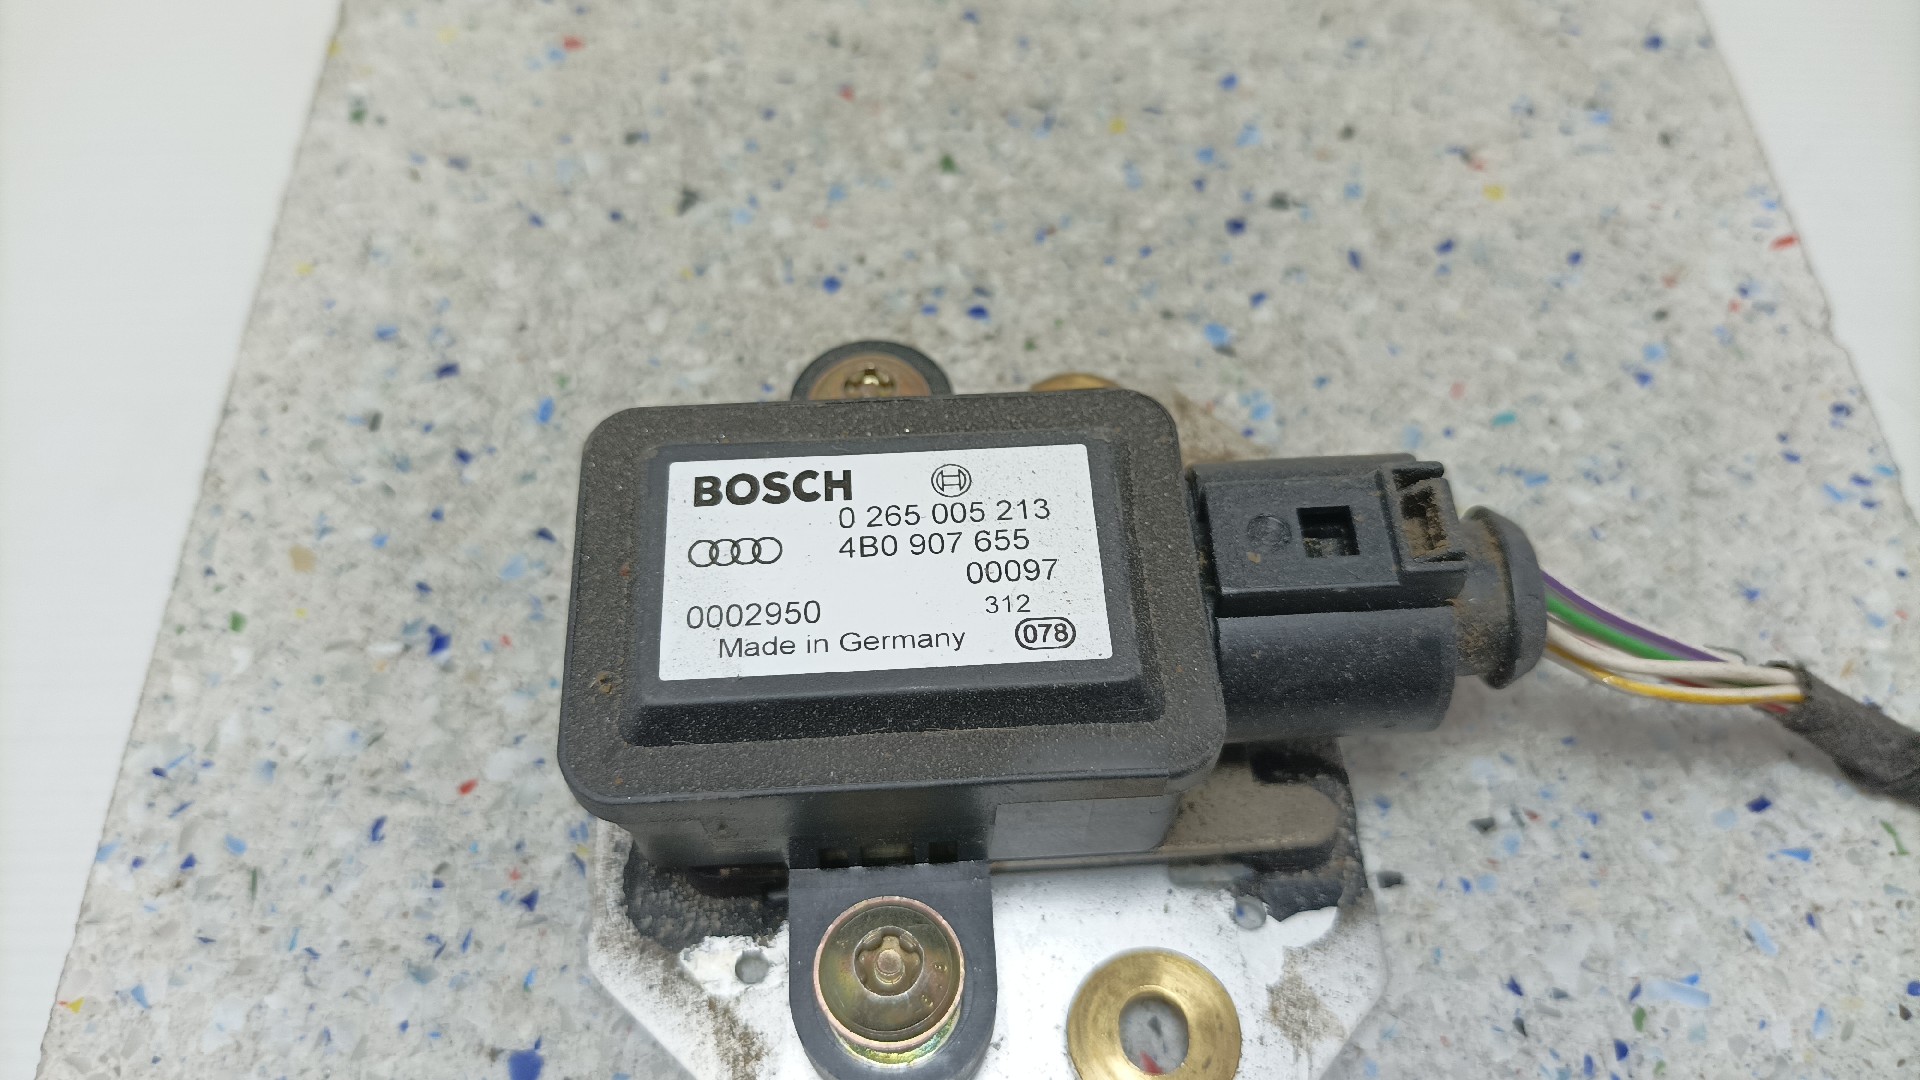 BOSCH
0 265 005 213
4B0 907 655
00097
0002950 312
Made in Germany 078